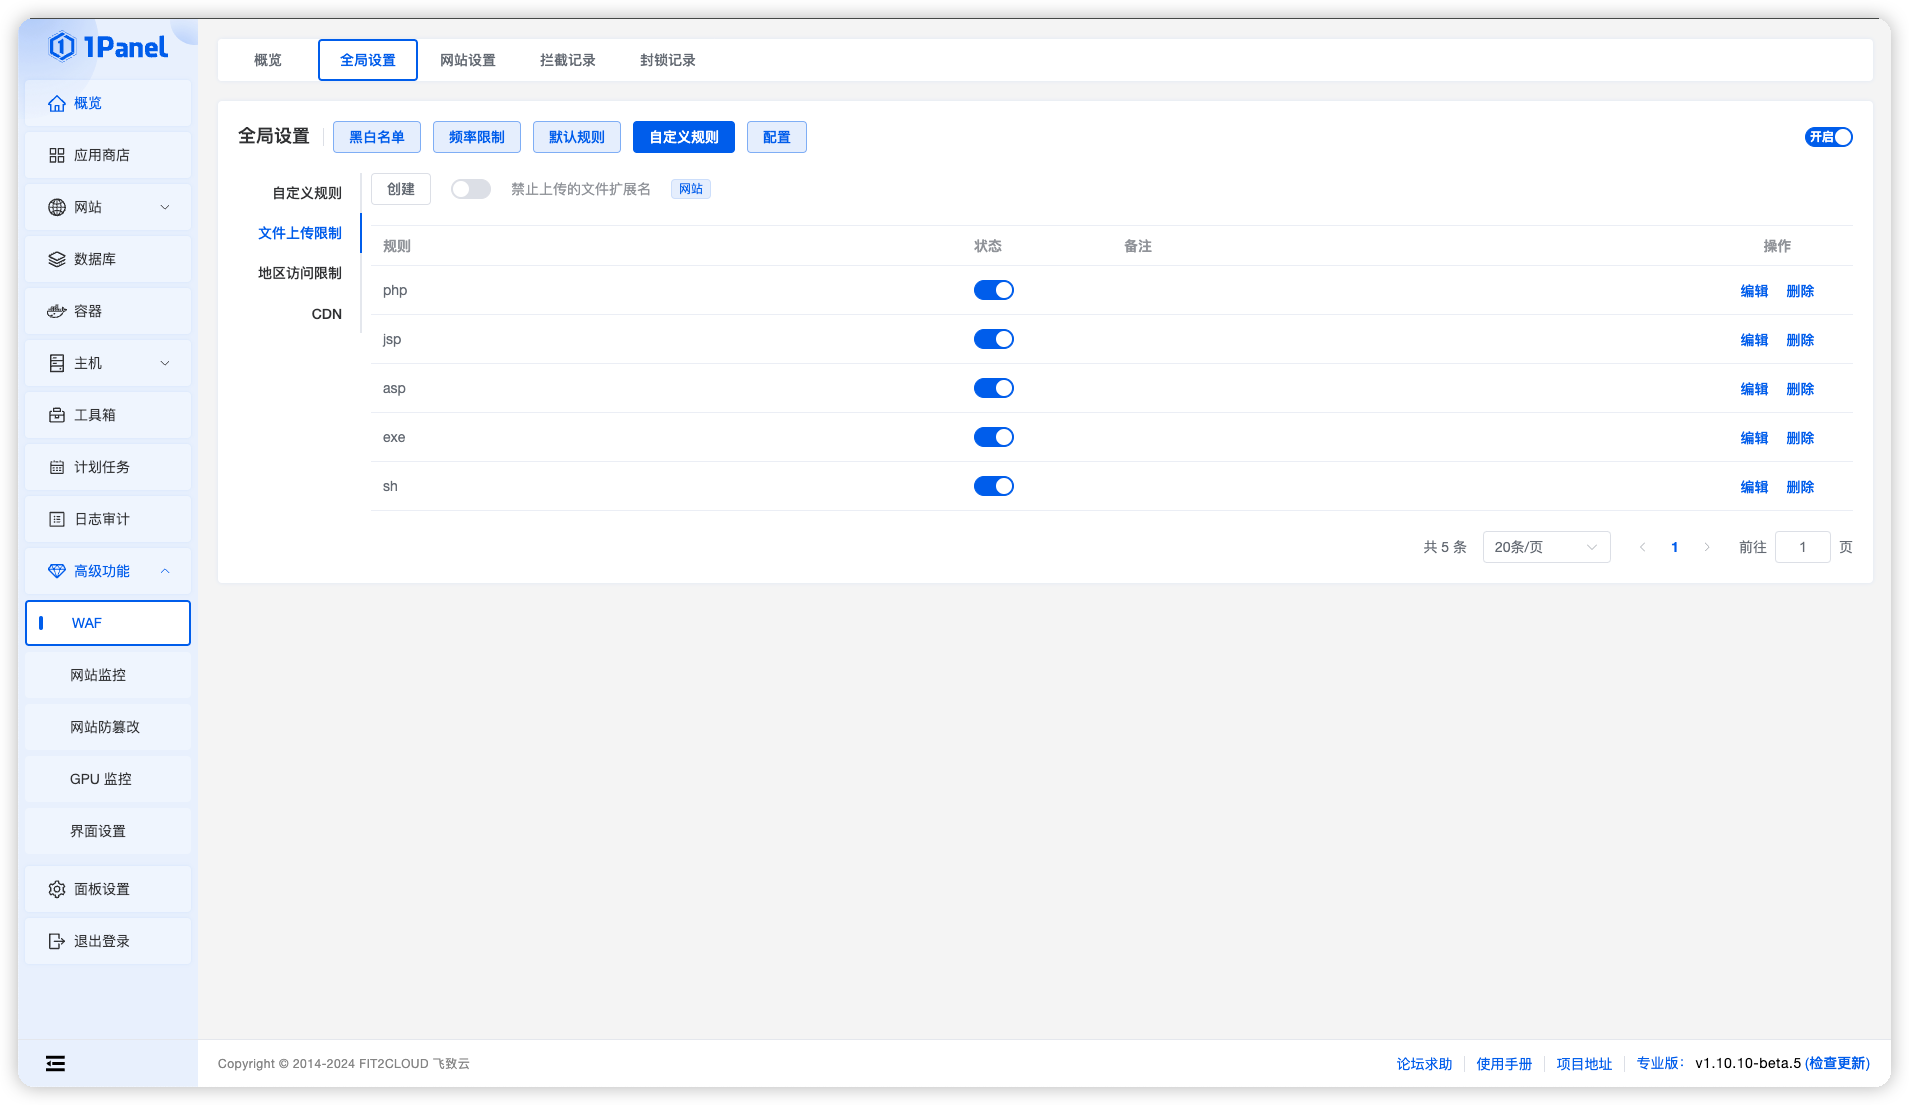 1Panel
概览
应用商店
网站
数据库
容器
主机
工具箱
计划任务
日志审计
高级功能
WAF
网站监控
网站防篡改
GPU 监控
界面设置
面板设置
退出登录
概览 全局设置 网站设置 拦截记录 封锁记录
全局设置 黑白名单 频率限制 默认规则 自定义规则 配置 开启
自定义规则
文件上传限制
地区访问限制
CDN
创建 禁止上传的文件扩展名 网站
规则 状态 备注 操作
php 编辑 删除
jsp 编辑 删除
asp 编辑 删除
exe 编辑 删除
sh 编辑 删除
共 5 条 20条/页 1 前往 1 页
Copyright © 2014-2024 FIT2CLOUD 飞致云 论坛求助 使用手册 项目地址 专业版： v1.10.10-beta.5 (检查更新)